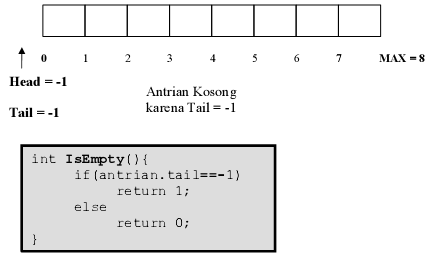 0 1 2 3 4 5 6 7 MAX = 8
Head = -1
Antrian Kosong
karena Tail = -1
Tail = -1
int IsEmpty(){
if(antrian.tail==-1)
return 1;
else
return 0;
}